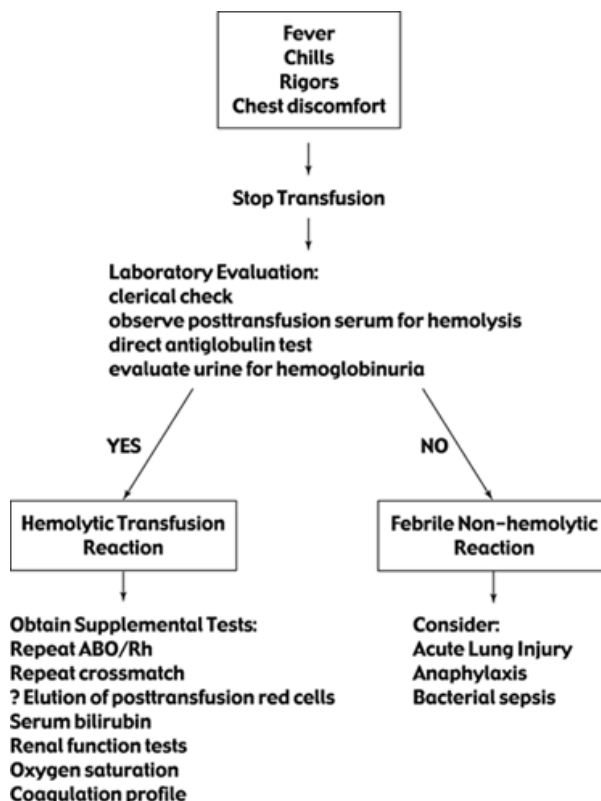 Fever
Chills
Rigors
Chest discomfort
Stop Transfusion
Laboratory Evaluation:
clerical check
observe posttransfusion serum for hemolysis
direct antiglobulin test
evaluate urine for hemoglobinuria
YES
NO
Hemolytic Transfusion
Reaction
Febrile Non-hemolytic
Reaction
Obtain Supplemental Tests:
Repeat ABO/Rh
Repeat crossmatch
? Elution of posttransfusion red cells
Serum bilirubin
Renal function tests
Oxygen saturation
Coagulation profile
Consider:
Acute Lung Injury
Anaphylaxis
Bacterial sepsis